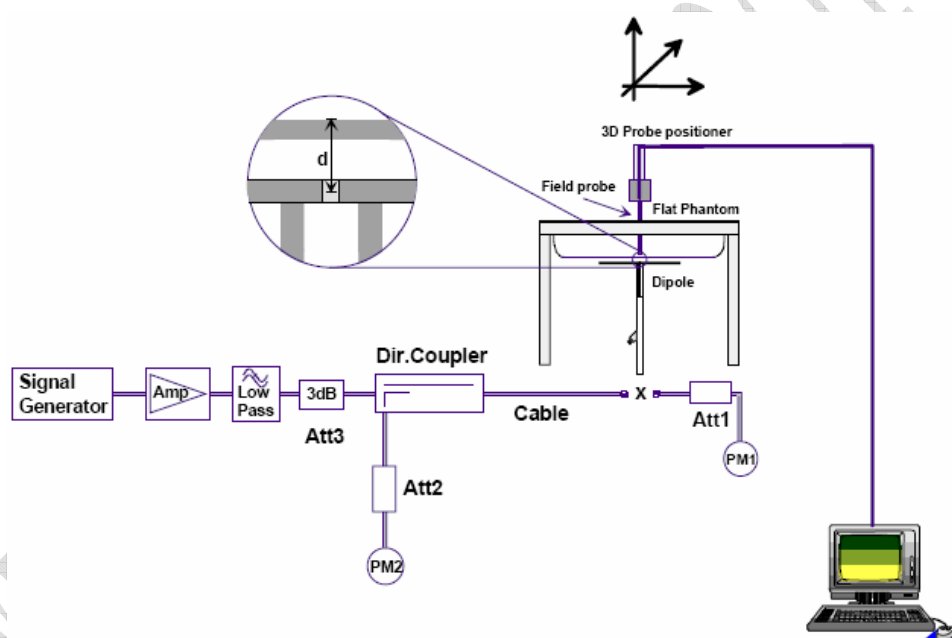 3D Probe positioner
d
Field probe
Flat Phantom
Dipole
Dir.Coupler
Signal
Generator
Amp
Low
Pass
3dB
Att3
Cable
X
Att1
PM1
Att2
PM2